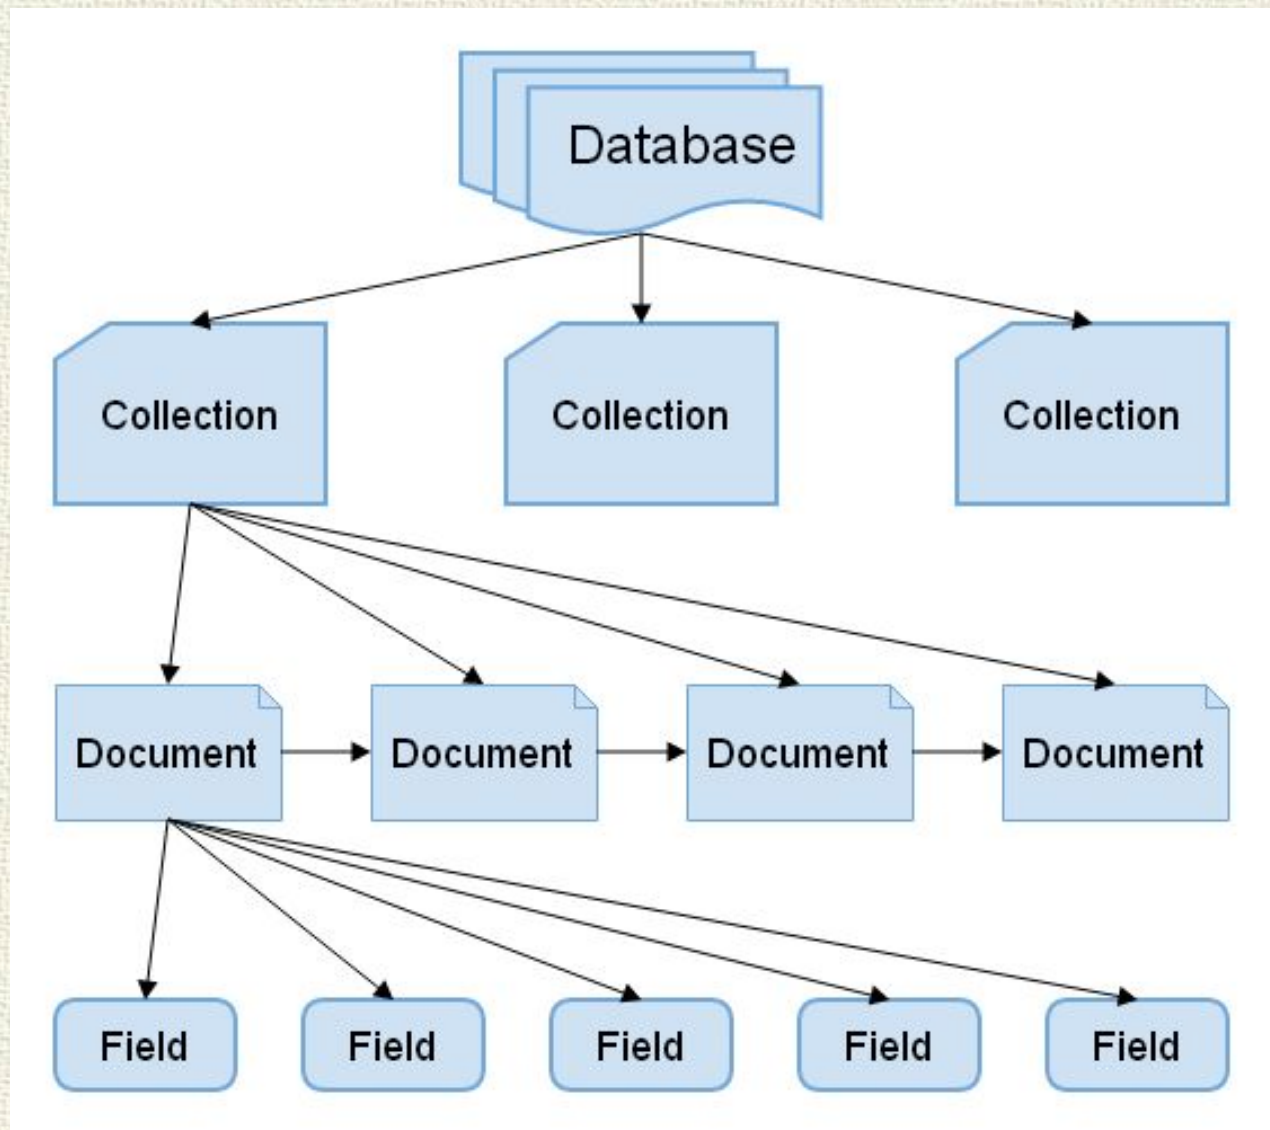 Database
Collection Collection Collection
Document Document Document Document
Field Field Field Field Field